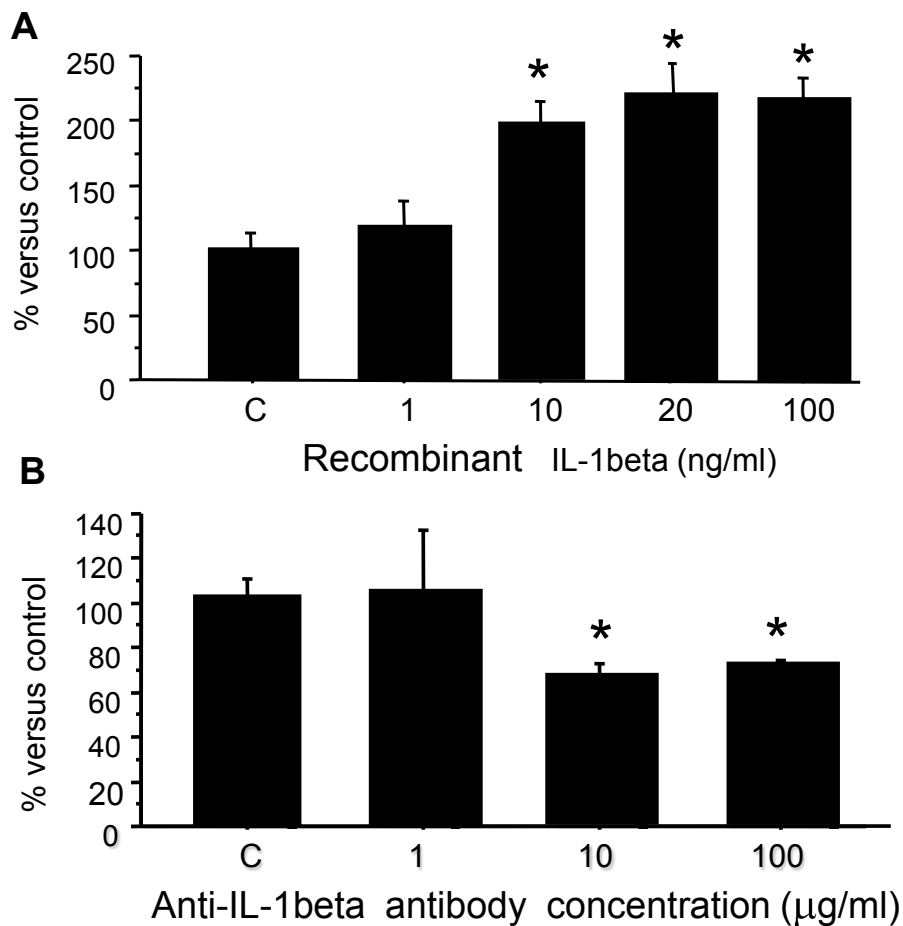 A
% versus control
250
200
150
100
50
0
*
*
*
C 1 10 20 100
Recombinant IL-1beta (ng/ml)
B
% versus control
140
120
100
80
60
40
20
0
*
*
C 1 10 100
Anti-IL-1beta antibody concentration (μg/ml)